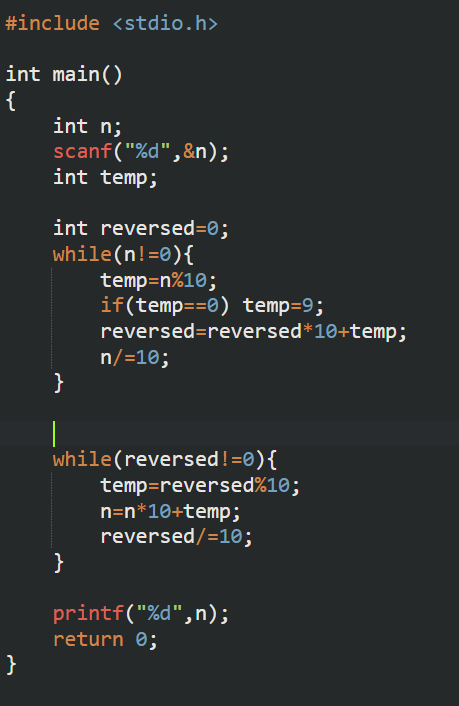 #include <stdio.h>
int main()
{
    int n;
    scanf("%d",&n);
    int temp;
    int reversed=0;
    while(n!=0){
        temp=n%10;
        if(temp==0) temp=9;
        reversed=reversed*10+temp;
        n/=10;
    }
    while(reversed!=0){
        temp=reversed%10;
        n=n*10+temp;
        reversed/=10;
    }
    printf("%d",n);
    return 0;
}